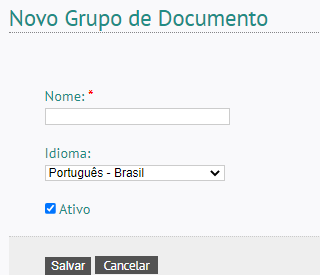 Novo Grupo de Documento
Nome: *
Idioma:
Português - Brasil
Ativo
Salvar Cancelar